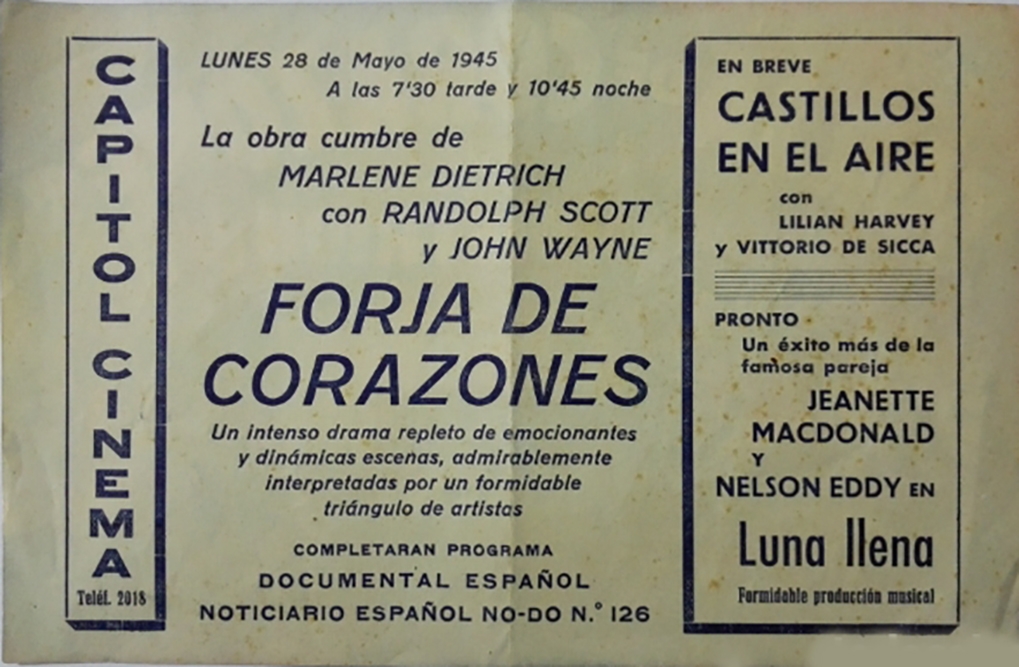 CAPITOL CINEMA
Teléf. 2018
LUNES 28 de Mayo de 1945
A las 7'30 tarde y 10'45 noche
La obra cumbre de
MARLENE DIETRICH
con RANDOLPH SCOTT
y JOHN WAYNE
FORJA DE
CORAZONES
Un intenso drama repleto de emocionantes
y dinámicas escenas, admirablemente
interpretadas por un formidable
triángulo de artistas
COMPLETARAN PROGRAMA
DOCUMENTAL ESPAÑOL
NOTICIARIO ESPAÑOL NO-DO N.º 126
EN BREVE
CASTILLOS
EN EL AIRE
con
LILIAN HARVEY
y VITTORIO DE SICCA
PRONTO
Un éxito más de la
famosa pareja
JEANETTE
MACDONALD
Y
NELSON EDDY EN
Luna llena
Formidable producción musical